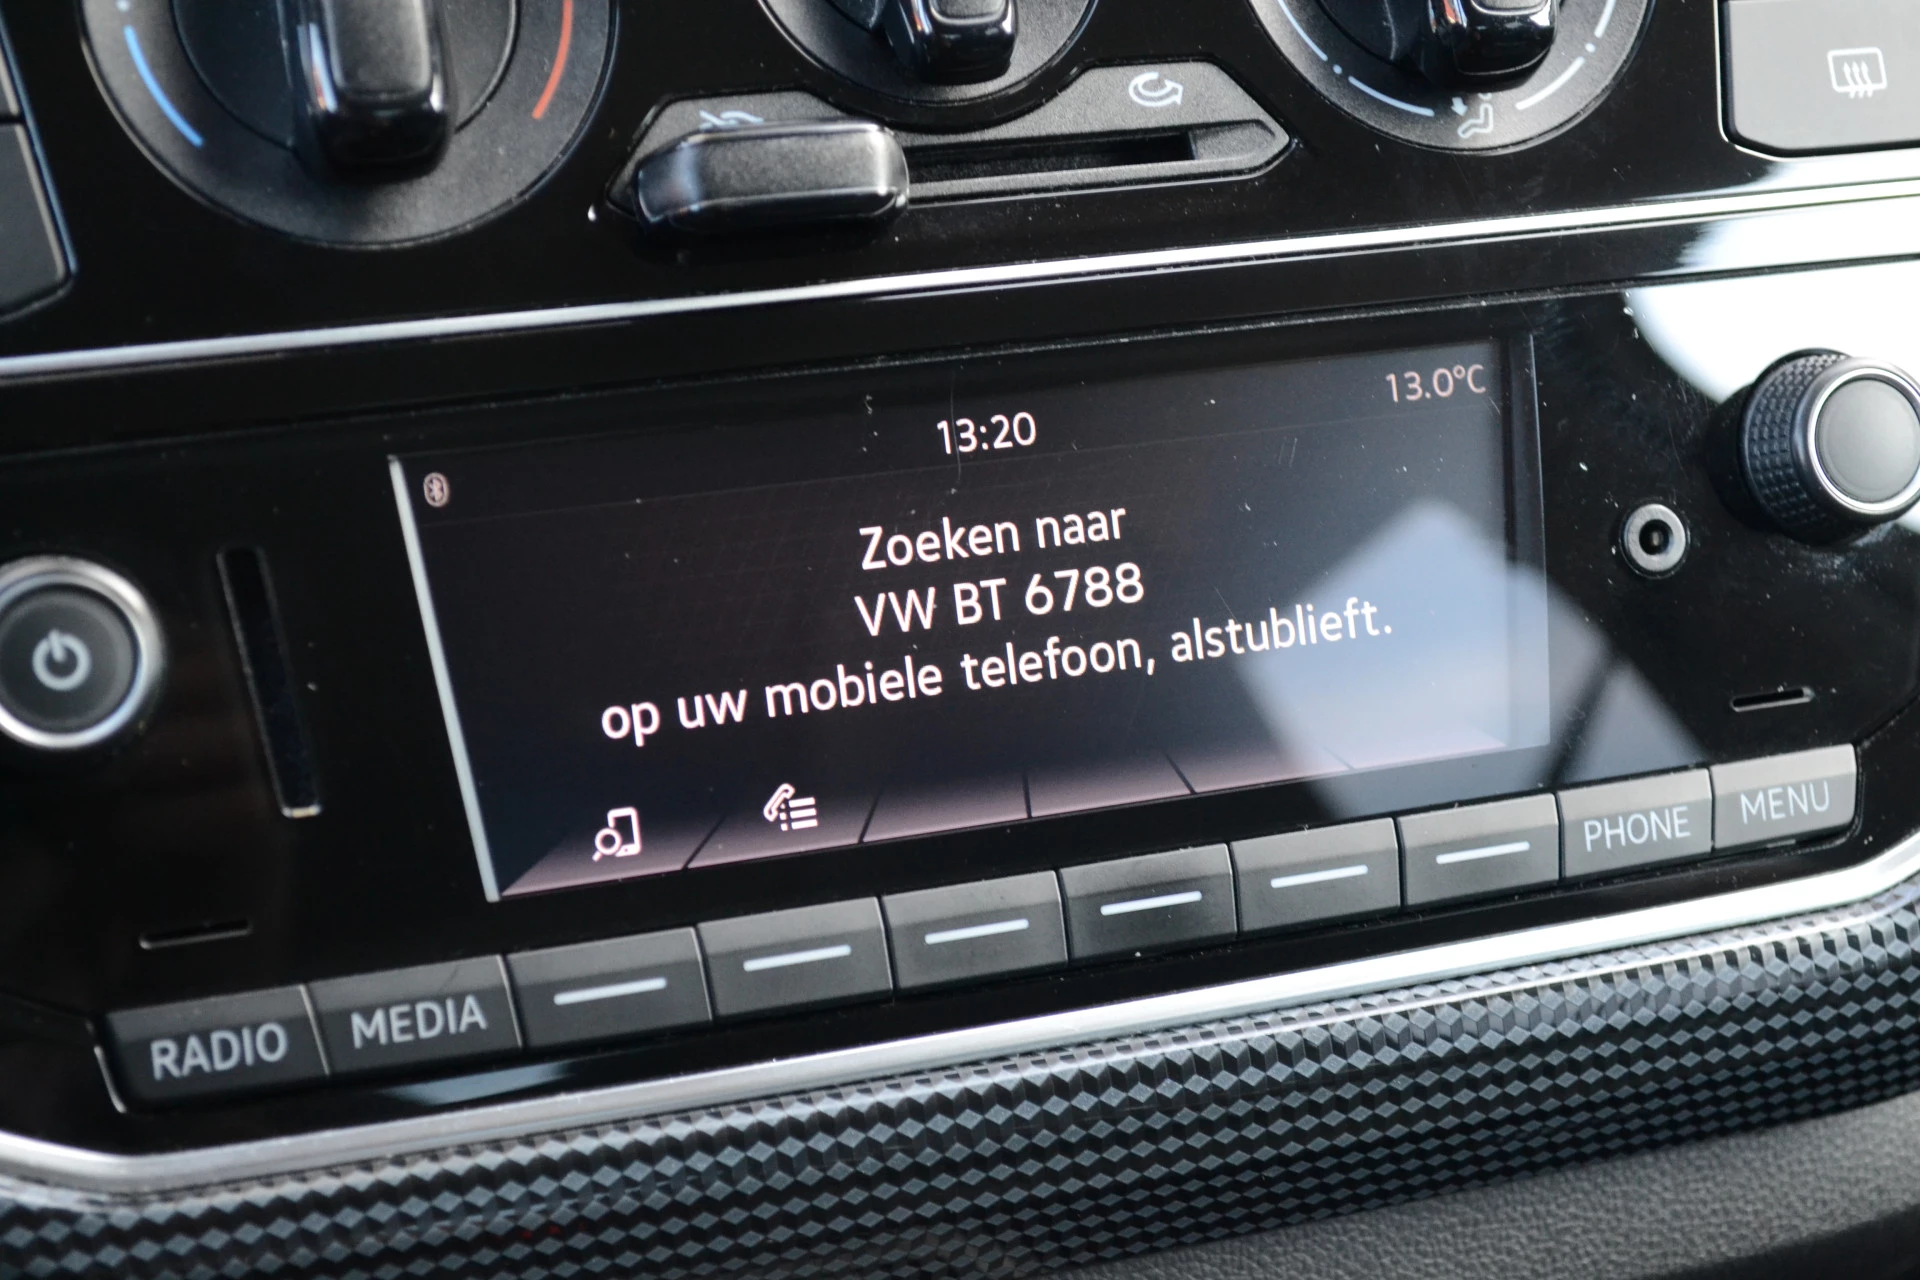 13.0°C
13:20
Zoeken naar
VW BT 6788
op uw mobiele telefoon, alstublieft.
RADIO MEDIA PHONE MENU